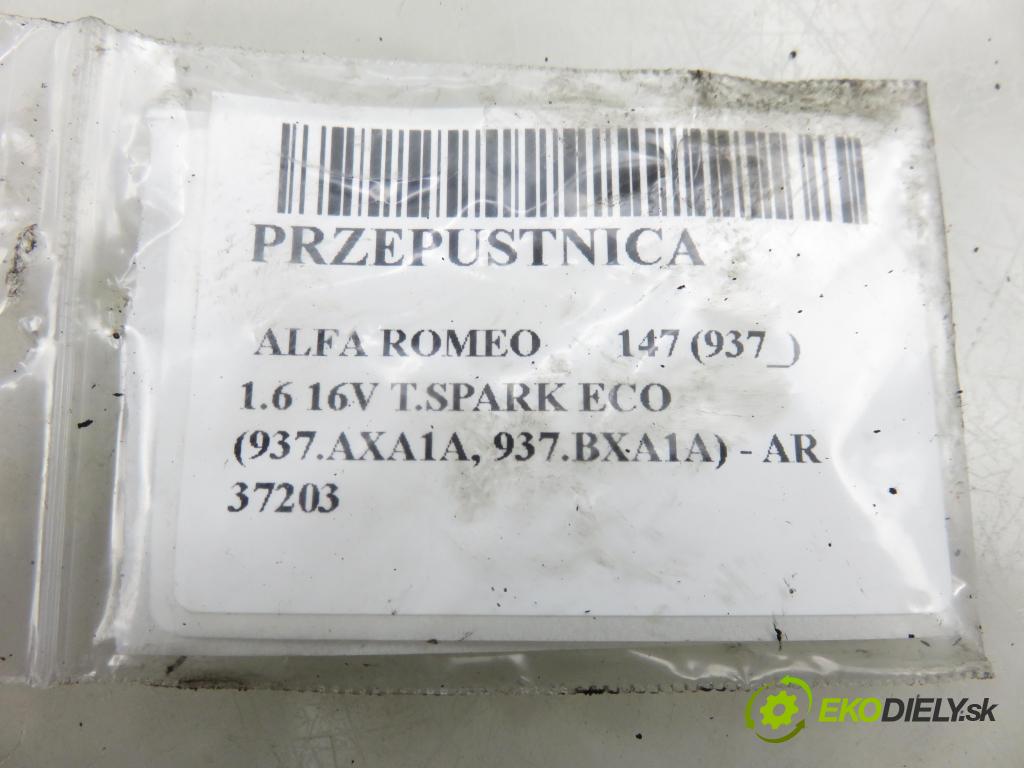 PRZEPUSTNICA
ALFA ROMEO 147 (937_)
1.6 16V T.SPARK ECO
(937.AXA1A, 937.BXA1A) - AR
37203
EKODIELY.sk